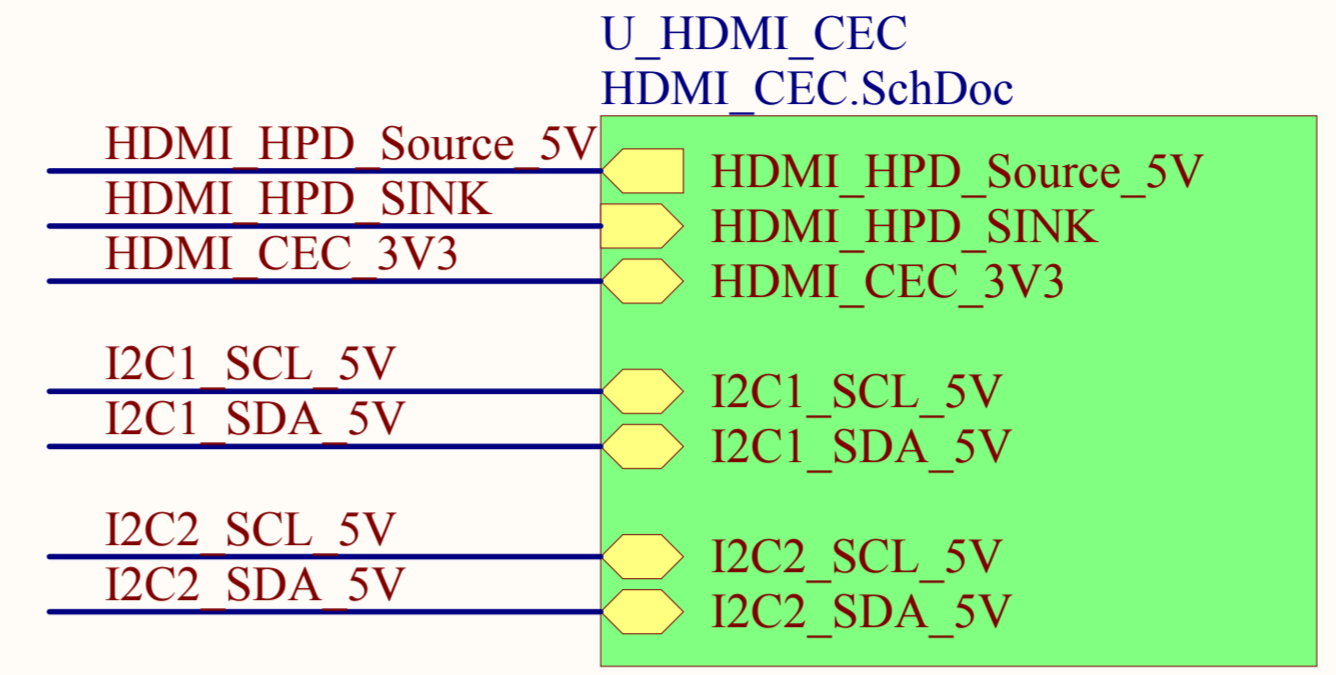 U_HDMI_CEC
HDMI_CEC.SchDoc
HDMI_HPD_Source_5V
HDMI_HPD_Source_5V
HDMI_HPD_SINK
HDMI_HPD_SINK
HDMI_CEC_3V3
HDMI_CEC_3V3
I2C1_SCL_5V
I2C1_SCL_5V
I2C1_SDA_5V
I2C1_SDA_5V
I2C2_SCL_5V
I2C2_SCL_5V
I2C2_SDA_5V
I2C2_SDA_5V